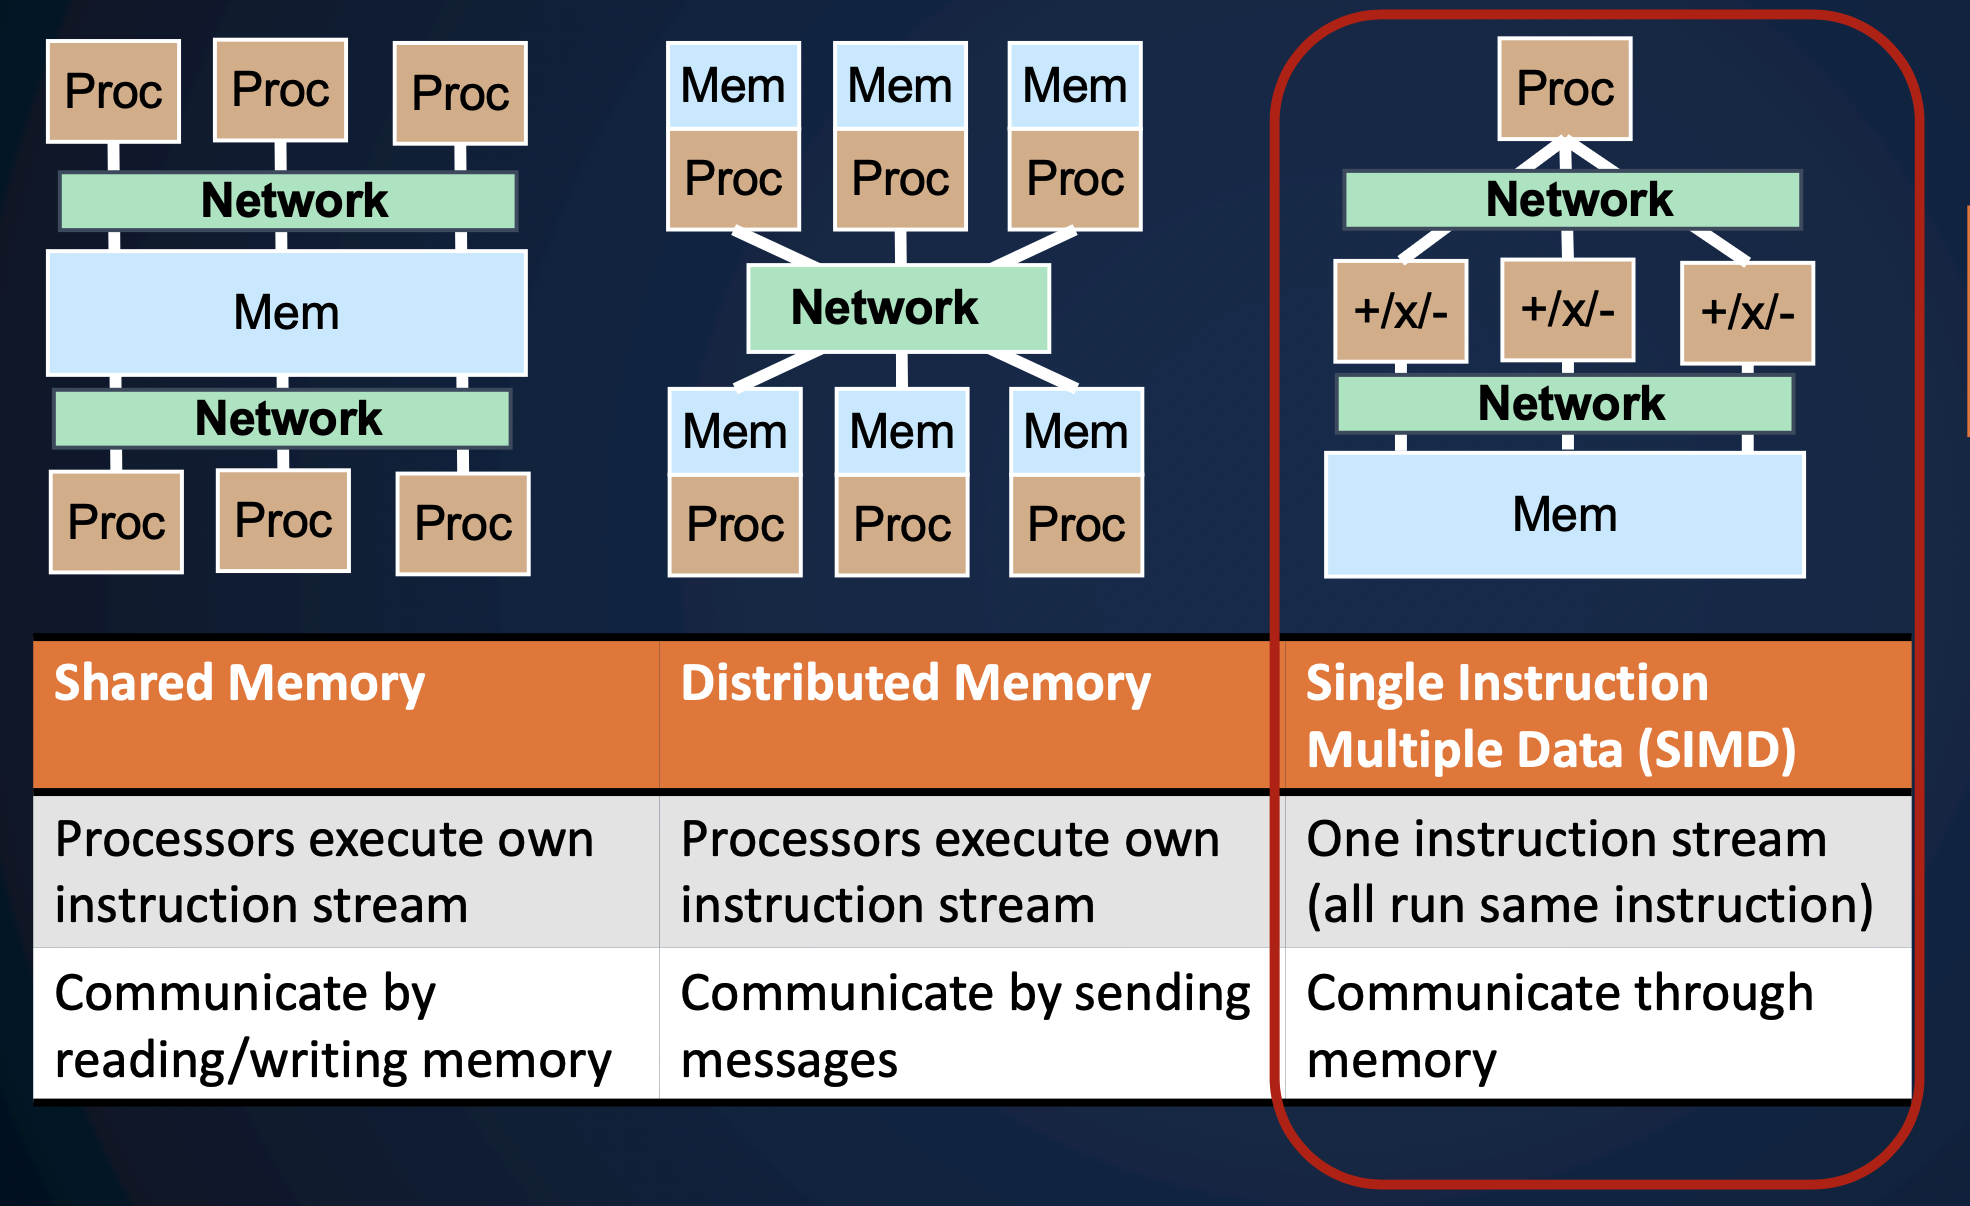 Proc Proc Proc
Network
Mem
Network
Proc Proc Proc
Mem Mem Mem
Proc Proc Proc
Network
Mem Mem Mem
Proc Proc Proc
Proc
Network
+/x/- +/x/- +/x/-
Network
Mem
Shared Memory
Distributed Memory
Single Instruction
Multiple Data (SIMD)
Processors execute own
instruction stream
Processors execute own
instruction stream
One instruction stream
(all run same instruction)
Communicate by
reading/writing memory
Communicate by sending
messages
Communicate through
memory